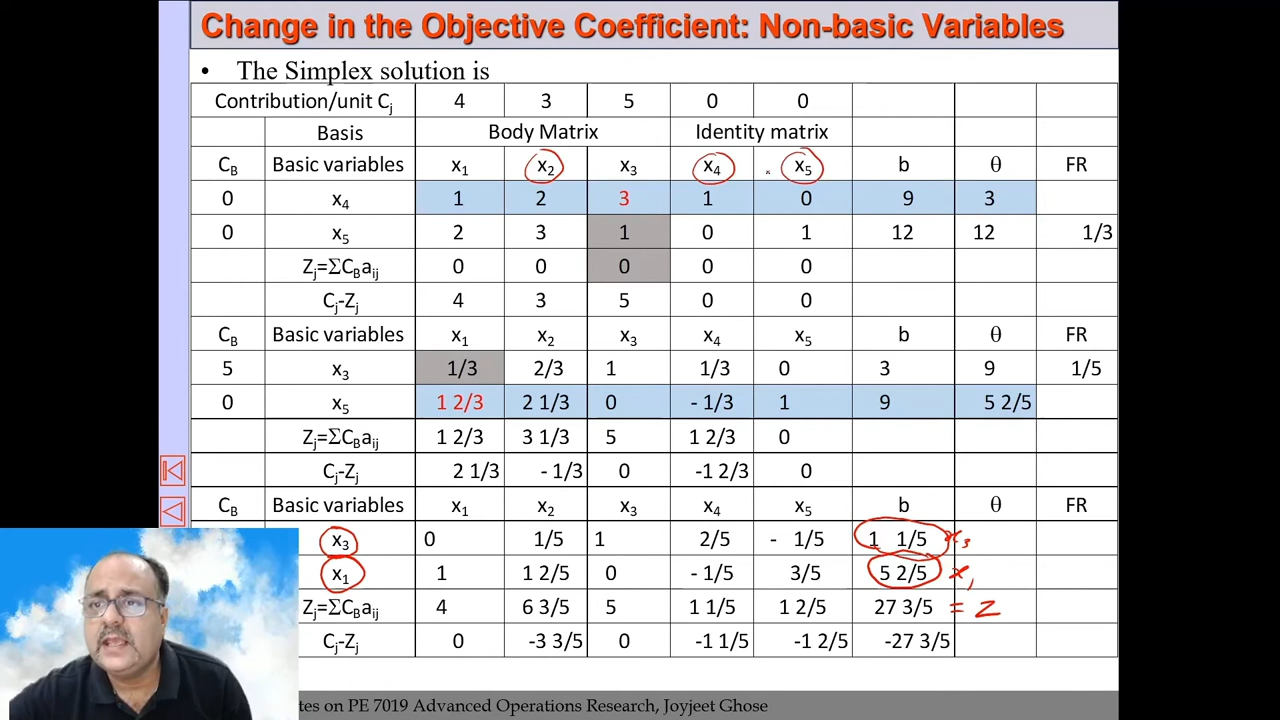 Change in the Objective Coefficient: Non-basic Variables
• The Simplex solution is
Contribution/unit Cj 4 3 5 0 0
Basis Body Matrix Identity matrix
CB Basic variables x1 x2 x3 x4 x5 b θ FR
0 x4 1 2 3 1 0 9 3
0 x5 2 3 1 0 1 12 12 1/3
Zj=ΣCBaij 0 0 0 0 0
Cj-Zj 4 3 5 0 0
CB Basic variables x1 x2 x3 x4 x5 b θ FR
5 x3 1/3 2/3 1 1/3 0 3 9 1/5
0 x5 1 2/3 2 1/3 0 - 1/3 1 9 5 2/5
Zj=ΣCBaij 1 2/3 3 1/3 5 1 2/3 0
Cj-Zj 2 1/3 - 1/3 0 -1 2/3 0
CB Basic variables x1 x2 x3 x4 x5 b θ FR
x3 0 1/5 1 2/5 - 1/5 1 1/5 x3
x1 1 1 2/5 0 - 1/5 3/5 5 2/5 x1
Zj=ΣCBaij 4 6 3/5 5 1 1/5 1 2/5 27 3/5 = Z
Cj-Zj 0 -3 3/5 0 -1 1/5 -1 2/5 -27 3/5
tes on PE 7019 Advanced Operations Research, Joyjeet Ghose